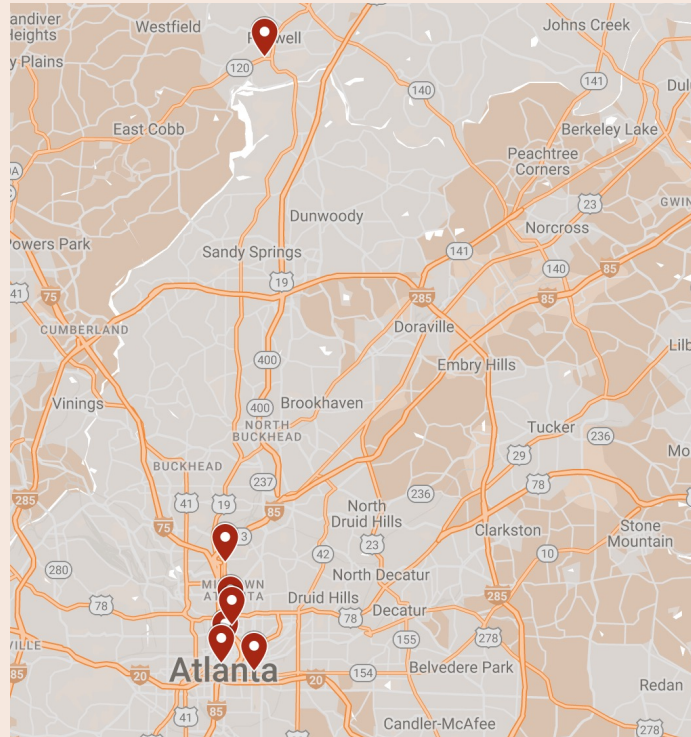 andiver
Heights
Westfield
Johns Creek
y Plains
120
140
141
Dul
East Cobb
Berkeley Lake
Peachtree
Corners
23
GWIN
Dunwoody
Norcross
Powers Park
Sandy Springs
141
140
85
41
75
19
285
85
CUMBERLAND
Doraville
400
Embry Hills
Lilb
Vinings
400
Brookhaven
NORTH
BUCKHEAD
Tucker
236
29
BUCKHEAD
Mo
237
78
285
41
19
85
236
North
Druid Hills
Clarkston
Stone
Mountain
75
3
23
42
10
280
North Decatur
78
Druid Hills
285
Decatur
78
155
278
VILLE
85
20
Atlanta
20
154
Belvedere Park
Redan
41
85
Candler-McAfee
278